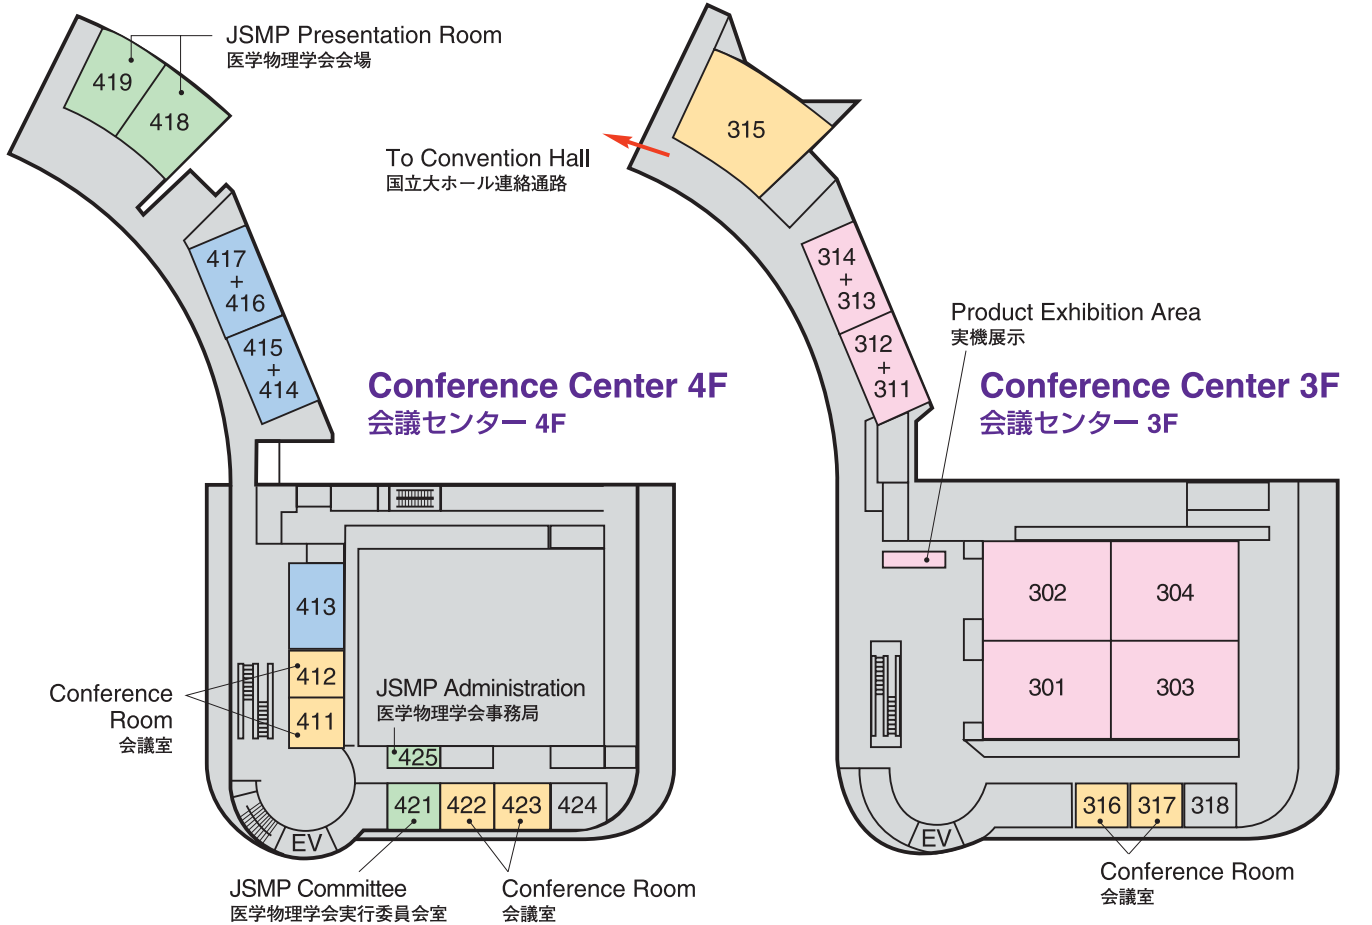 JSMP Presentation Room
医学物理学会会場
419
418
417
+
416
415
+
414
Conference Center 4F
会議センター 4F
413
412
411
Conference
Room
会議室
JSMP Administration
医学物理学会事務局
425
421
422
423
424
EV
JSMP Committee
医学物理学会実行委員会室
Conference Room
会議室
315
To Convention Hall
国立大ホール連絡通路
314
+
313
312
+
311
Product Exhibition Area
実機展示
Conference Center 3F
会議センター 3F
302
304
301
303
316
317
318
EV
Conference Room
会議室